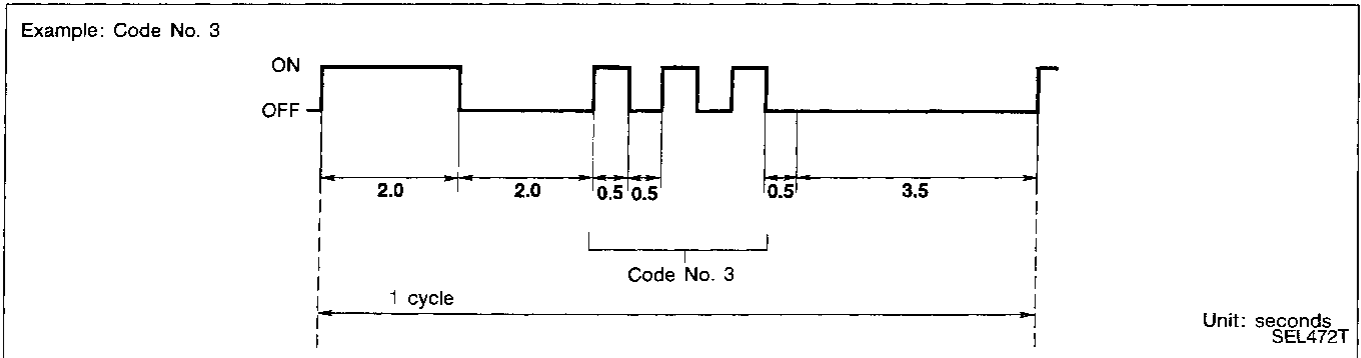 Example: Code No. 3
ON
OFF
2.0 2.0 0.5 0.5 0.5 3.5
Code No. 3
1 cycle
Unit: seconds
SEL472T